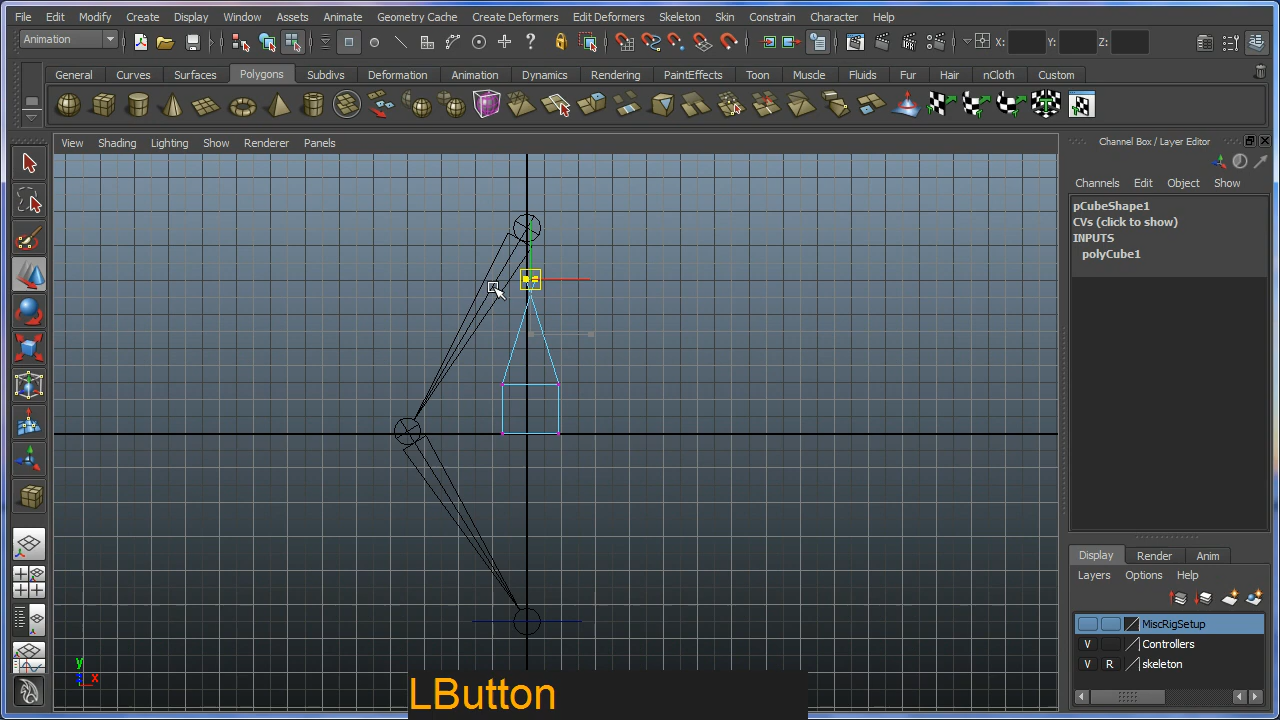 File Edit Modify Create Display Window Assets Animate Geometry Cache Create Deformers Edit Deformers Skeleton Skin Constrain Character Help
Animation X: Y: Z:
General Curves Surfaces Polygons Subdivs Deformation Animation Dynamics Rendering PaintEffects Toon Muscle Fluids Fur Hair nCloth Custom
View Shading Lighting Show Renderer Panels
Channel Box / Layer Editor
Channels Edit Object Show
pCubeShape1
CVs (click to show)
INPUTS
polyCube1
Display Render Anim
Layers Options Help
MiscRigSetup
V Controllers
V R skeleton
y
x
LButton